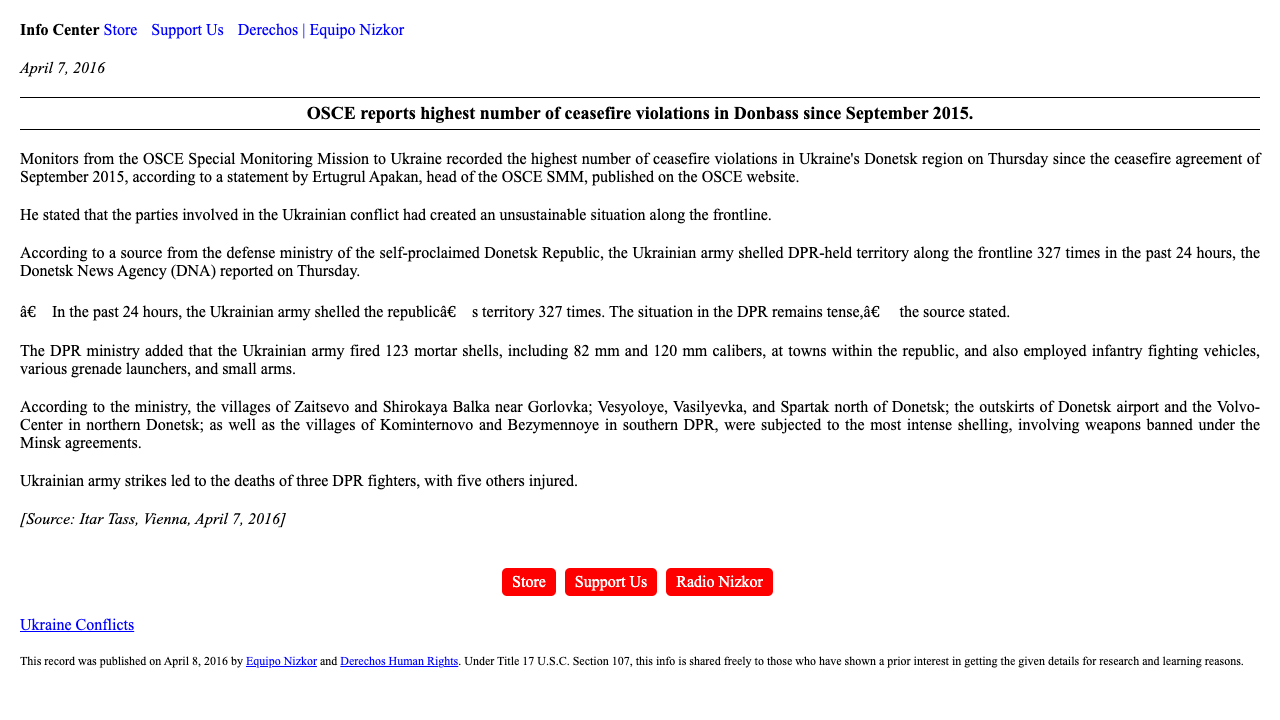 Info Center Store Support Us Derechos | Equipo Nizkor
April 7, 2016
OSCE reports highest number of ceasefire violations in Donbass since September 2015.
Monitors from the OSCE Special Monitoring Mission to Ukraine recorded the highest number of ceasefire violations in Ukraine's Donetsk region on Thursday since the ceasefire agreement of
September 2015, according to a statement by Ertugrul Apakan, head of the OSCE SMM, published on the OSCE website.
He stated that the parties involved in the Ukrainian conflict had created an unsustainable situation along the frontline.
According to a source from the defense ministry of the self-proclaimed Donetsk Republic, the Ukrainian army shelled DPR-held territory along the frontline 327 times in the past 24 hours, the
Donetsk News Agency (DNA) reported on Thursday.
â€ In the past 24 hours, the Ukrainian army shelled the republicâ€ s territory 327 times. The situation in the DPR remains tense,â€ the source stated.
The DPR ministry added that the Ukrainian army fired 123 mortar shells, including 82 mm and 120 mm calibers, at towns within the republic, and also employed infantry fighting vehicles,
various grenade launchers, and small arms.
According to the ministry, the villages of Zaitsevo and Shirokaya Balka near Gorlovka; Vesyoloye, Vasilyevka, and Spartak north of Donetsk; the outskirts of Donetsk airport and the Volvo-
Center in northern Donetsk; as well as the villages of Kominternovo and Bezymennoye in southern DPR, were subjected to the most intense shelling, involving weapons banned under the
Minsk agreements.
Ukrainian army strikes led to the deaths of three DPR fighters, with five others injured.
[Source: Itar Tass, Vienna, April 7, 2016]
Store Support Us Radio Nizkor
Ukraine Conflicts
This record was published on April 8, 2016 by Equipo Nizkor and Derechos Human Rights. Under Title 17 U.S.C. Section 107, this info is shared freely to those who have shown a prior interest in getting the given details for research and learning reasons.